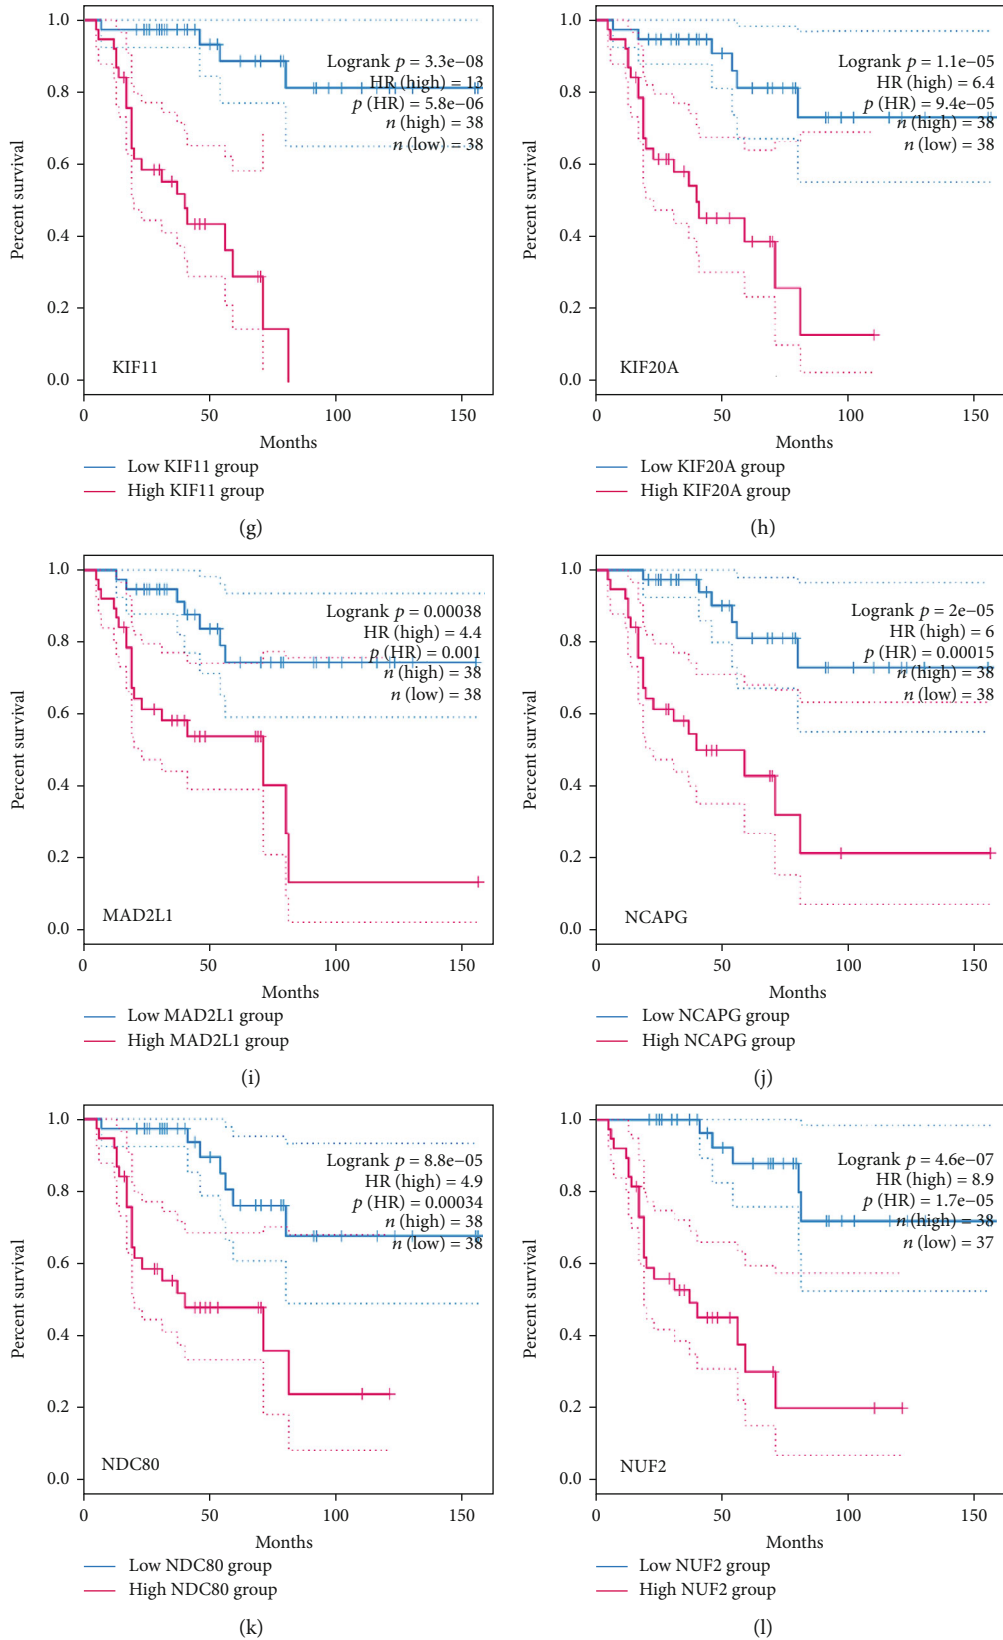 1.0
0.8
0.6
0.4
0.2
0.0
Percent survival
Logrank p = 3.3e−08
HR (high) = 13
p (HR) = 5.8e−06
n (high) = 38
n (low) = 38
KIF11
0 50 100 150
Months
Low KIF11 group
High KIF11 group
(g)
1.0
0.8
0.6
0.4
0.2
0.0
Percent survival
Logrank p = 1.1e−05
HR (high) = 6.4
p (HR) = 9.4e−05
n (high) = 38
n (low) = 38
KIF20A
0 50 100 150
Months
Low KIF20A group
High KIF20A group
(h)
1.0
0.8
0.6
0.4
0.2
0.0
Percent survival
Logrank p = 0.00038
HR (high) = 4.4
p (HR) = 0.001
n (high) = 38
n (low) = 38
MAD2L1
0 50 100 150
Months
Low MAD2L1 group
High MAD2L1 group
(i)
1.0
0.8
0.6
0.4
0.2
0.0
Percent survival
Logrank p = 2e−05
HR (high) = 6
p (HR) = 0.00015
n (high) = 38
n (low) = 38
NCAPG
0 50 100 150
Months
Low NCAPG group
High NCAPG group
(j)
1.0
0.8
0.6
0.4
0.2
0.0
Percent survival
Logrank p = 8.8e−05
HR (high) = 4.9
p (HR) = 0.00034
n (high) = 38
n (low) = 38
NDC80
0 50 100 150
Months
Low NDC80 group
High NDC80 group
(k)
1.0
0.8
0.6
0.4
0.2
0.0
Percent survival
Logrank p = 4.6e−07
HR (high) = 8.9
p (HR) = 1.7e−05
n (high) = 38
n (low) = 37
NUF2
0 50 100 150
Months
Low NUF2 group
High NUF2 group
(l)